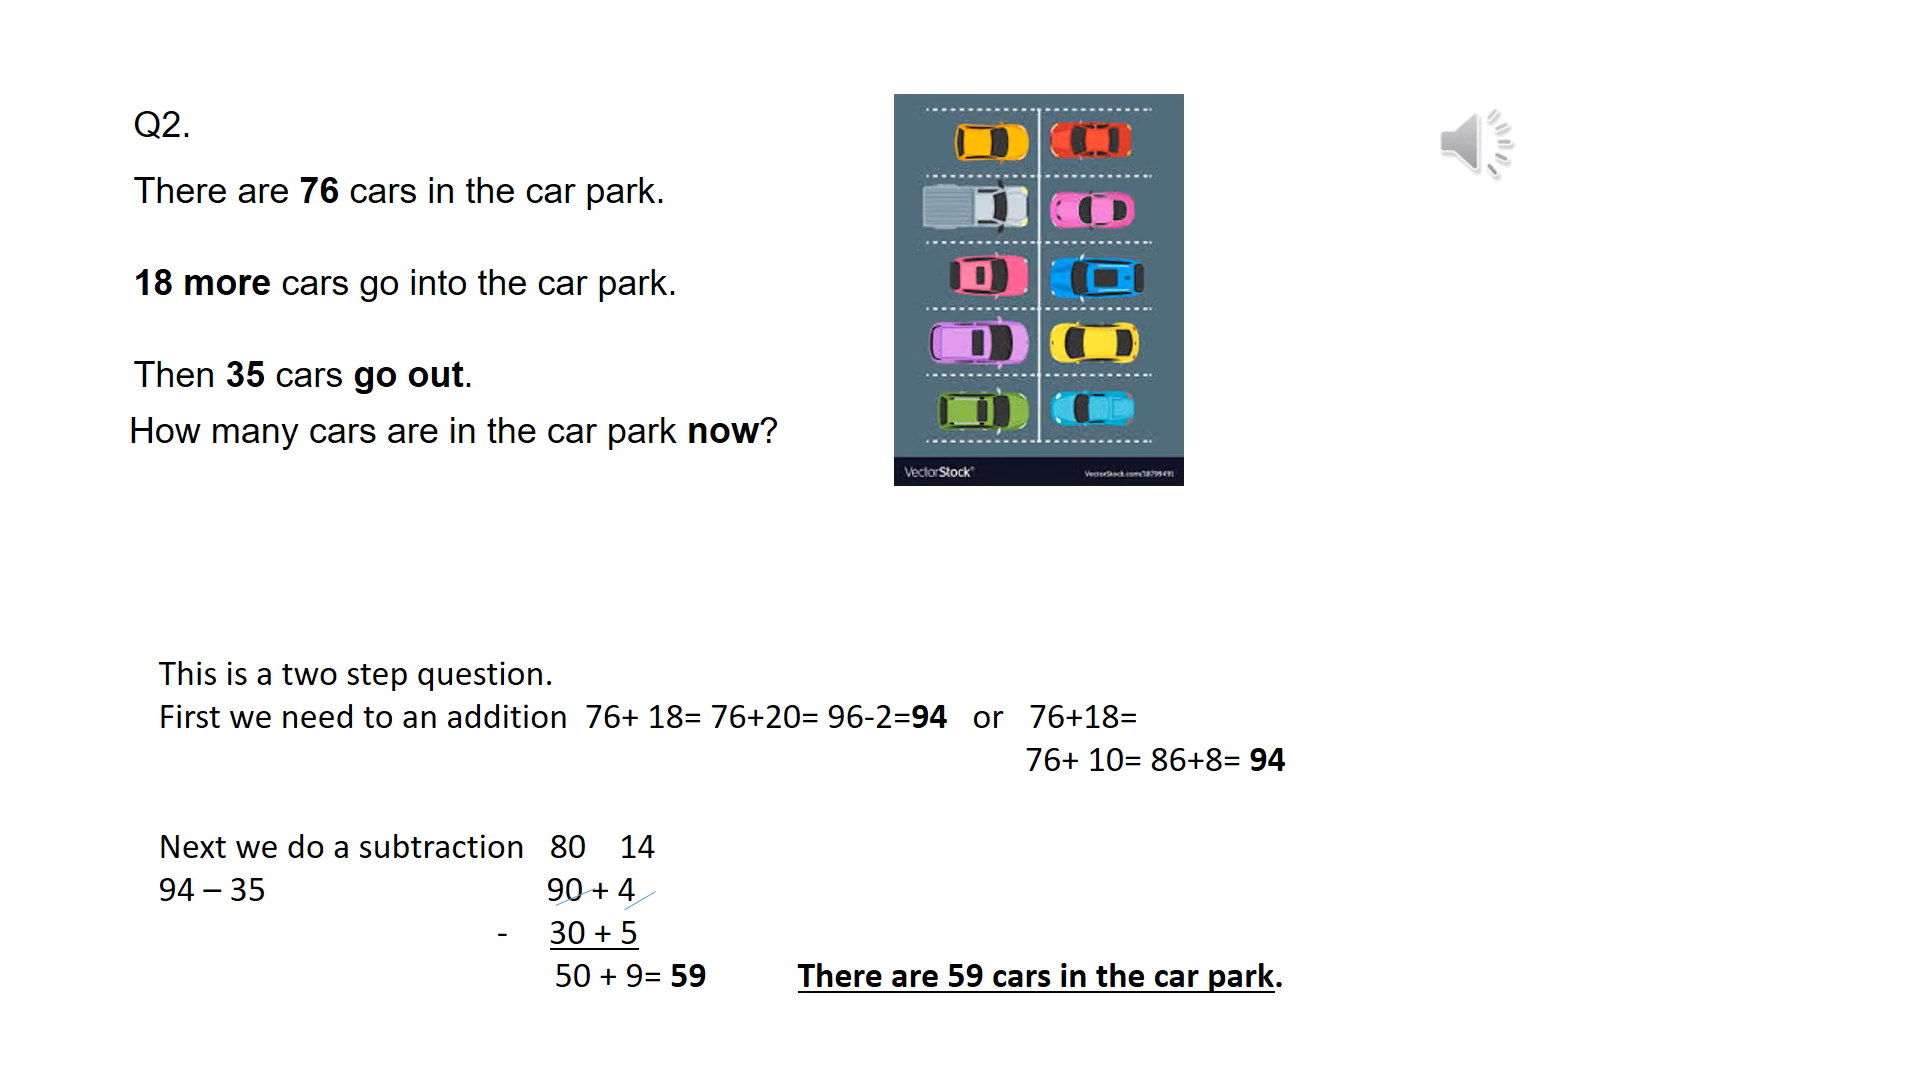 Q2.
There are 76 cars in the car park.
18 more cars go into the car park.
Then 35 cars go out.
How many cars are in the car park now?
VectorStock®
VectorStock.com/18799491
This is a two step question.
First we need to an addition 76+ 18= 76+20= 96-2=94 or 76+18=
76+ 10= 86+8= 94
Next we do a subtraction 80 14
94 – 35 90 + 4
- 30 + 5
50 + 9= 59 There are 59 cars in the car park.